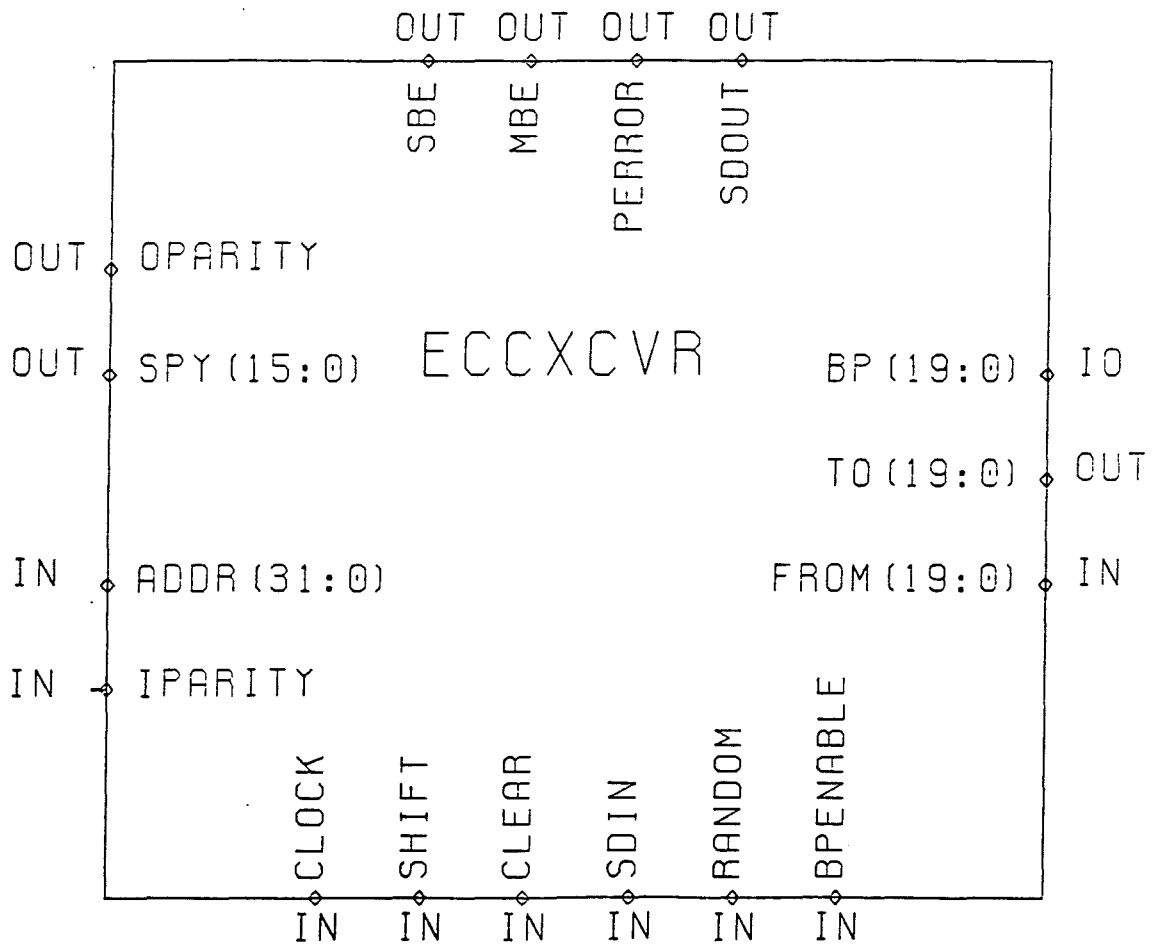 OUT OUT OUT OUT
SBE
MBE
PERROR
SDOUT
OUT OPARITY
OUT SPY(15:0)
ECCXCVR
BP(19:0) IO
TO(19:0) OUT
IN ADDR(31:0)
FROM(19:0) IN
IN IPARITY
CLOCK
SHIFT
CLEAR
SDIN
RANDOM
BPENABLE
IN IN IN IN IN IN